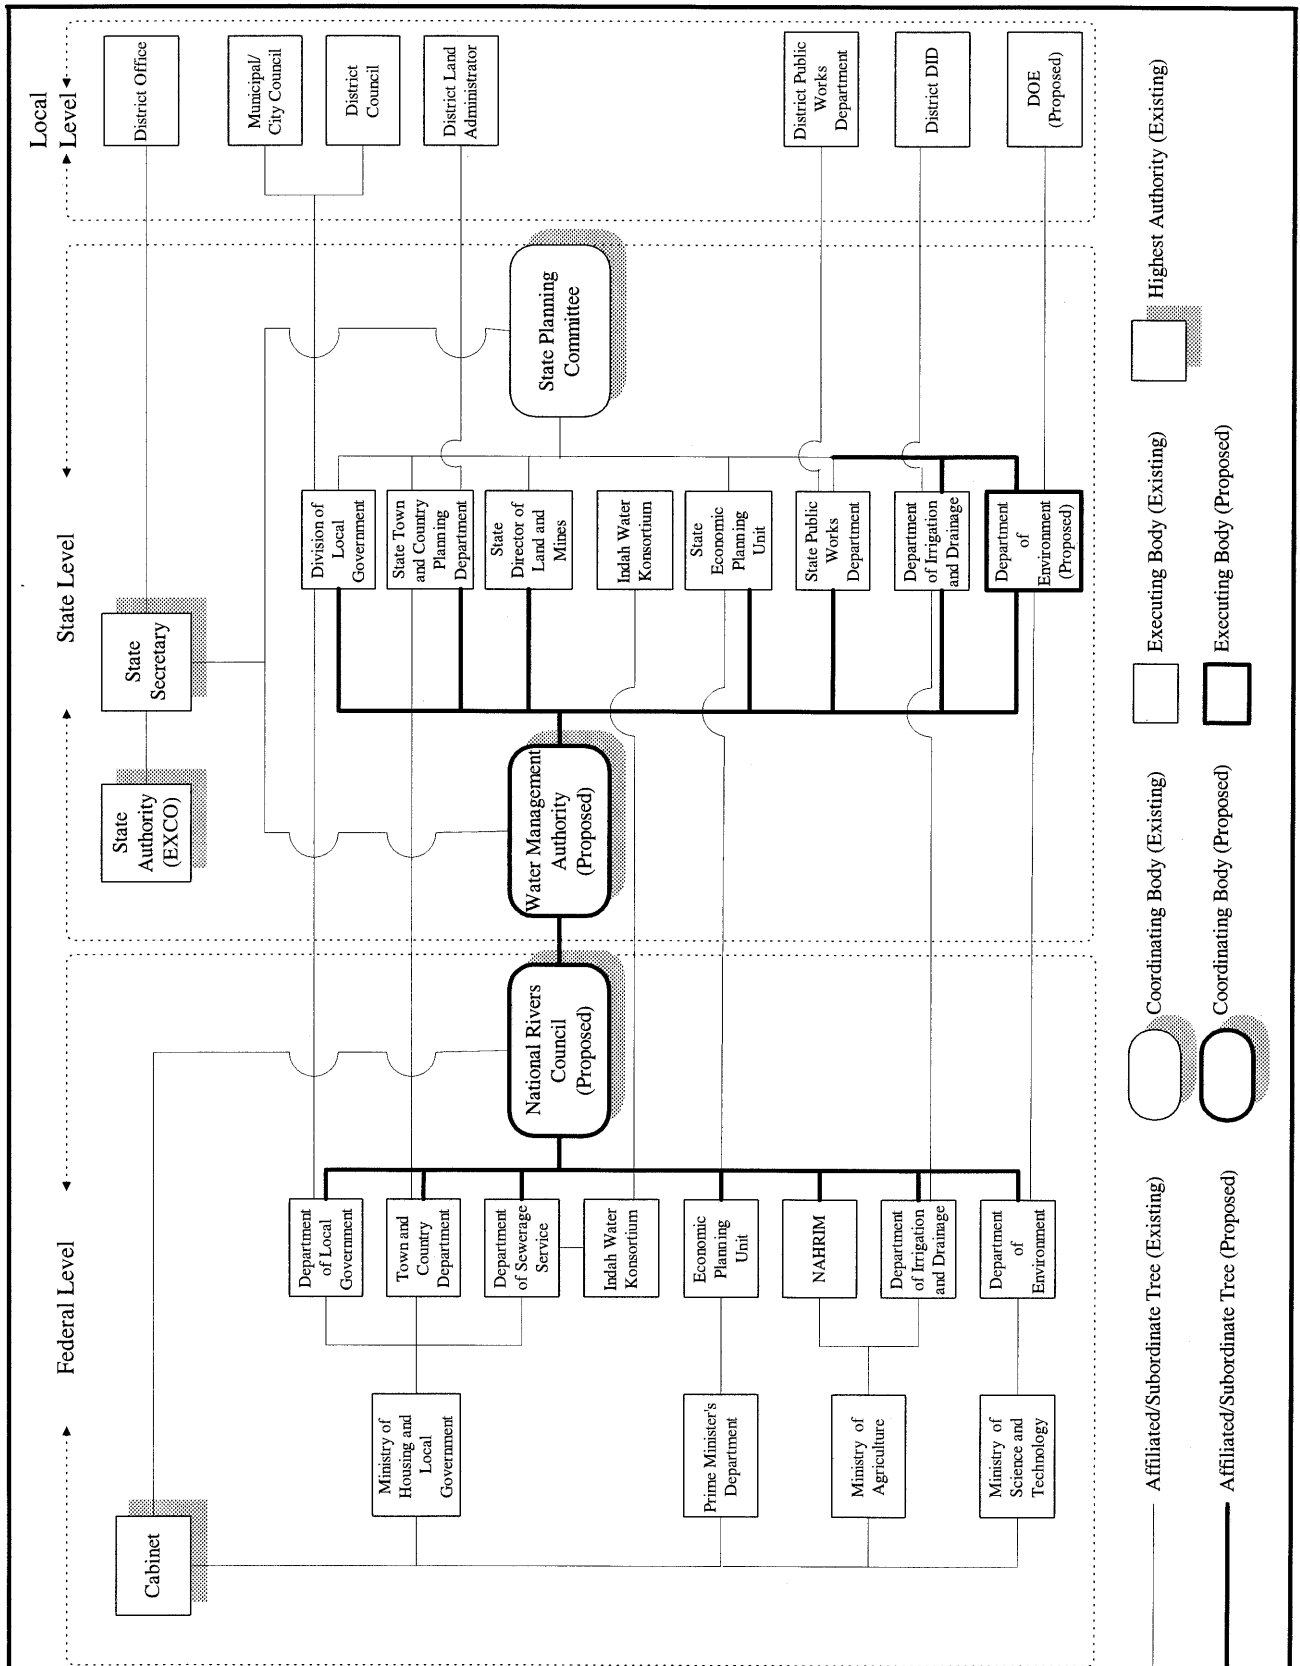 Federal Level
State Level
Local
Level
Cabinet
Ministry of
Housing and
Local
Government
Prime Minister's
Department
Ministry of
Agriculture
Ministry of
Science and
Technology
Department
of Local
Government
Town and
Country
Department
Department
of Sewerage
Service
Indah Water
Konsortium
Economic
Planning
Unit
NAHRIM
Department
of Irrigation
and Drainage
Department
of
Environment
National Rivers
Council
(Proposed)
State
Authority
(EXCO)
State
Secretary
Water Management
Authority
(Proposed)
Division of
Local
Government
State Town
and Country
Planning
Department
State
Director of
Land and
Mines
Indah Water
Konsortium
State
Economic
Planning
Unit
State Public
Works
Department
Department
of Irrigation
and Drainage
Department
of
Environment
(Proposed)
State Planning
Committee
District Office
Municipal/
City Council
District
Council
District Land
Administrator
District Public
Works
Department
District DID
DOE
(Proposed)
Affiliated/Subordinate Tree (Existing)
Coordinating Body (Existing)
Executing Body (Existing)
Highest Authority (Existing)
Affiliated/Subordinate Tree (Proposed)
Coordinating Body (Proposed)
Executing Body (Proposed)